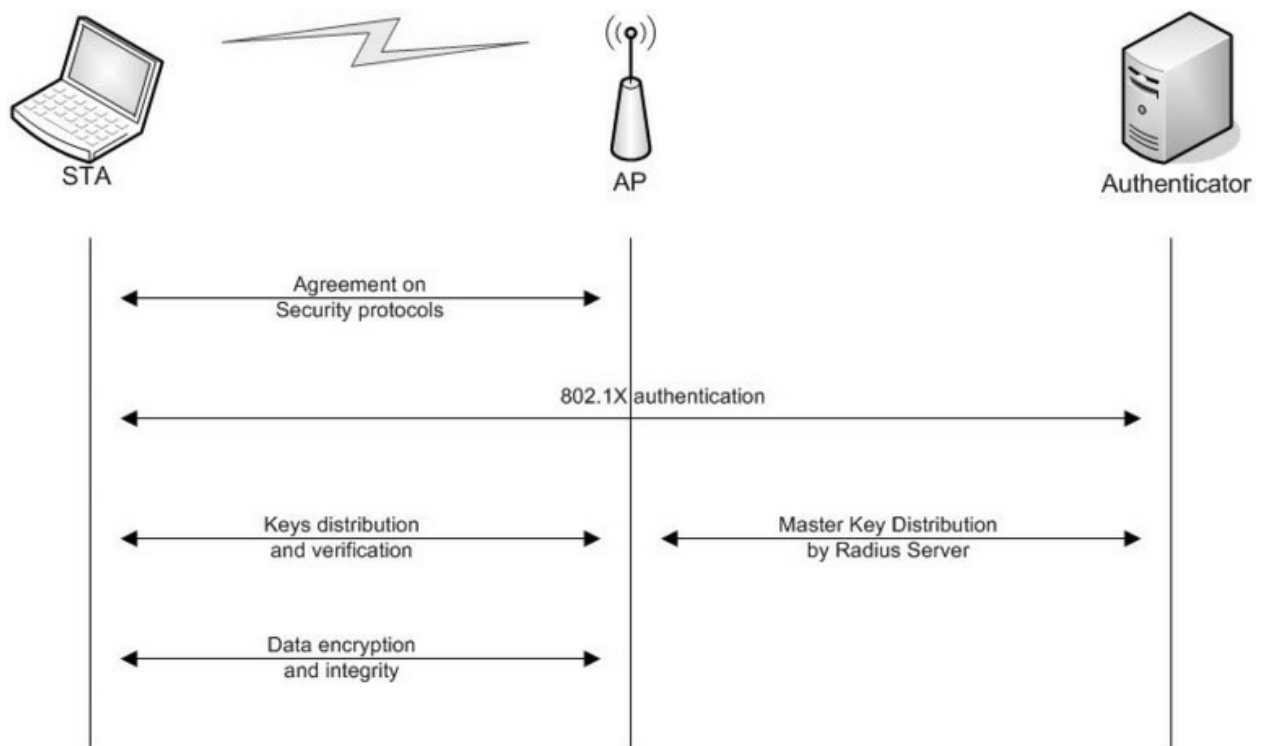 STA
AP
Authenticator
Agreement on
Security protocols
802.1X authentication
Keys distribution
and verification
Master Key Distribution
by Radius Server
Data encryption
and integrity